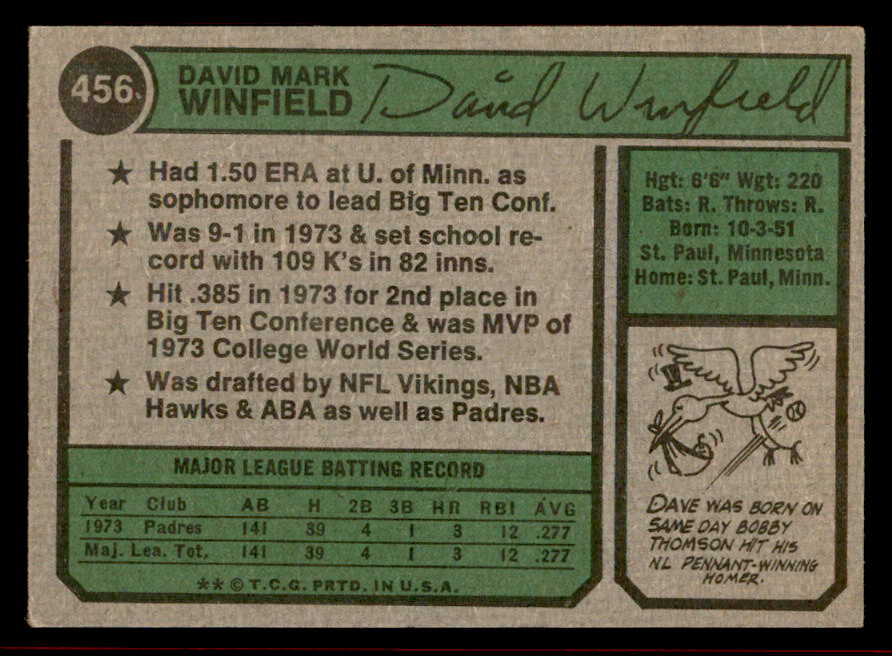 456
DAVID MARK
WINFIELD
David Winfield
★ Had 1.50 ERA at U. of Minn. as
sophomore to lead Big Ten Conf.
★ Was 9-1 in 1973 & set school re-
cord with 109 K's in 82 inns.
★ Hit .385 in 1973 for 2nd place in
Big Ten Conference & was MVP of
1973 College World Series.
★ Was drafted by NFL Vikings, NBA
Hawks & ABA as well as Padres.
Hgt: 6'6" Wgt: 220
Bats: R. Throws: R.
Born: 10-3-51
St. Paul, Minnesota
Home: St. Paul, Minn.
DAVE WAS BORN ON
SAME DAY BOBBY
THOMSON HIT HIS
NL PENNANT-WINNING
HOMER.
MAJOR LEAGUE BATTING RECORD
Year Club AB H 2B 3B HR RBI AVG
1973 Padres 141 39 4 1 3 12 .277
Maj. Lea. Tot. 141 39 4 1 3 12 .277
** © T.C.G. PRTD. IN U.S.A.